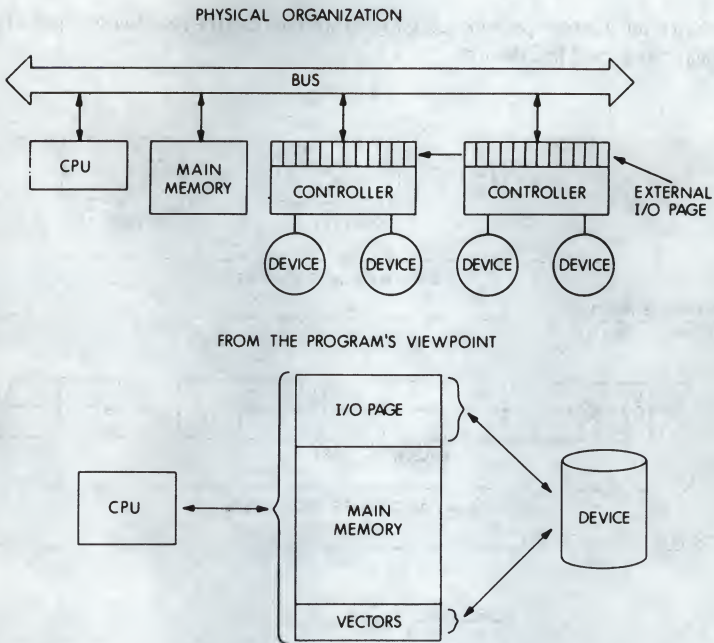 PHYSICAL ORGANIZATION
BUS
CPU
MAIN
MEMORY
CONTROLLER
CONTROLLER
EXTERNAL
I/O PAGE
DEVICE
DEVICE
DEVICE
DEVICE
FROM THE PROGRAM'S VIEWPOINT
I/O PAGE
CPU
MAIN
MEMORY
DEVICE
VECTORS